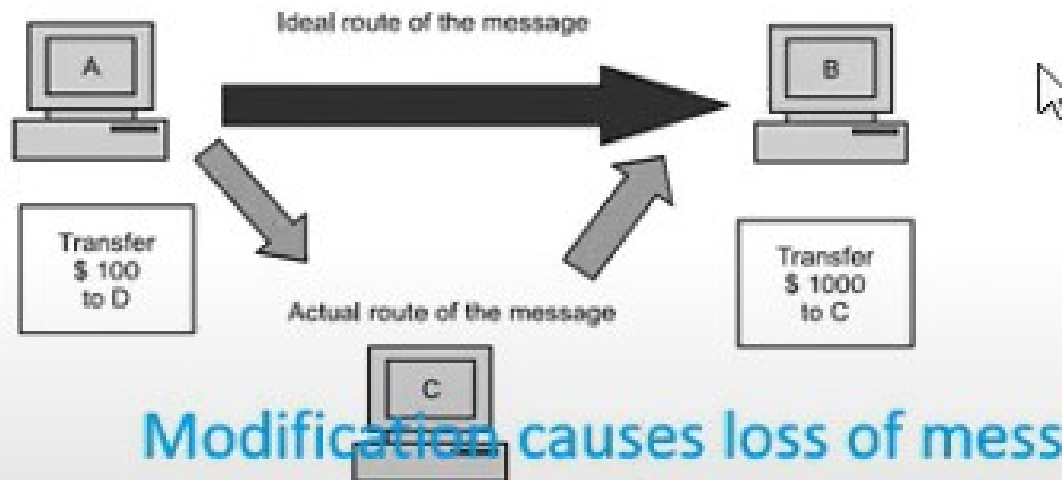 Ideal route of the message
A
B
Transfer
$ 100
to D
Transfer
$ 1000
to C
Actual route of the message
C
Modification causes loss of mess